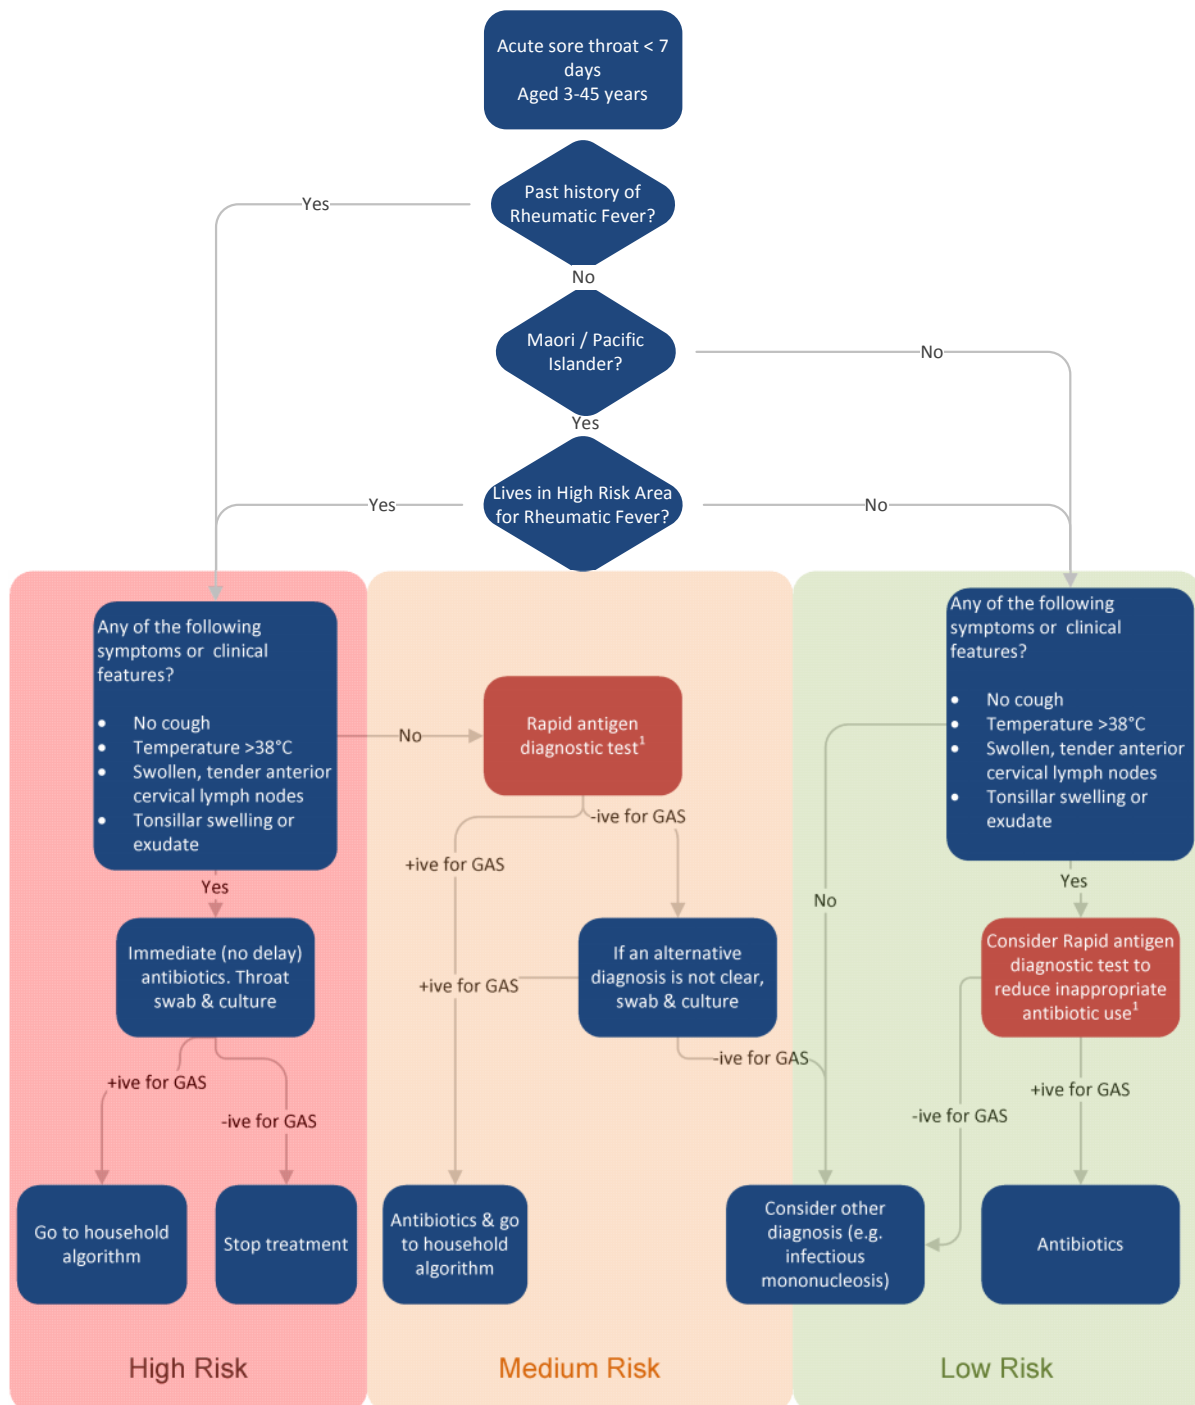 Acute sore throat < 7
days
Aged 3-45 years
Past history of
Rheumatic Fever?
Yes
No
Maori / Pacific
Islander?
No
Yes
Lives in High Risk Area
for Rheumatic Fever?
Yes
No
Any of the following
symptoms or clinical
features?
• No cough
• Temperature >38°C
• Swollen, tender anterior
cervical lymph nodes
• Tonsillar swelling or
exudate
No
Yes
Immediate (no delay)
antibiotics. Throat
swab & culture
+ive for GAS
-ive for GAS
Go to household
algorithm
Stop treatment
High Risk
Rapid antigen
diagnostic test¹
-ive for GAS
+ive for GAS
If an alternative
diagnosis is not clear,
swab & culture
+ive for GAS
-ive for GAS
Antibiotics & go
to household
algorithm
Medium Risk
Any of the following
symptoms or clinical
features?
• No cough
• Temperature >38°C
• Swollen, tender anterior
cervical lymph nodes
• Tonsillar swelling or
exudate
No
Yes
Consider Rapid antigen
diagnostic test to
reduce inappropriate
antibiotic use¹
-ive for GAS
+ive for GAS
Consider other
diagnosis (e.g.
infectious
mononucleosis)
Antibiotics
Low Risk